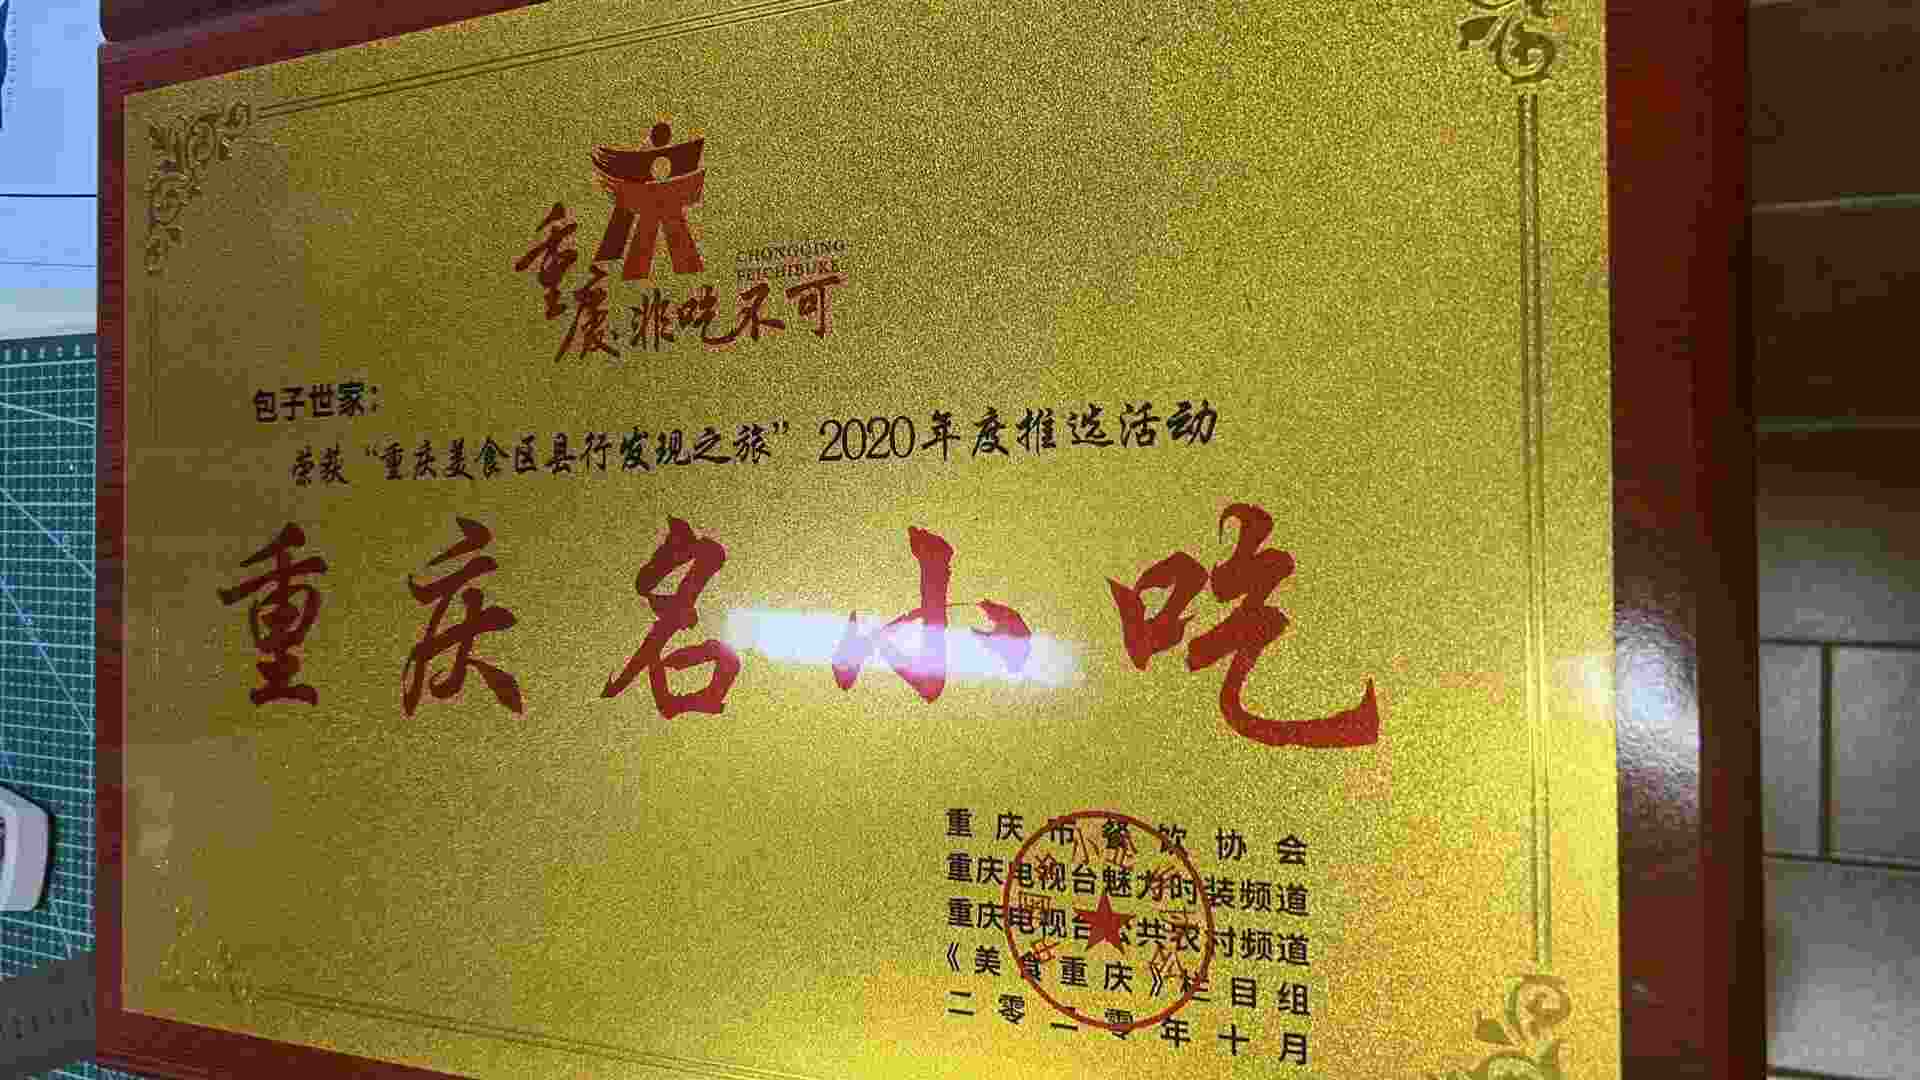 CHONGQING
FEICHIBUKE
重庆非吃不可
包子世家：
荣获“重庆美食区县行发现之旅”2020年度推选活动
重庆名小吃
重庆市餐饮协会
重庆电视台魅力时装频道
重庆电视台公共农村频道
《美食重庆》栏目组
二零二零年十月